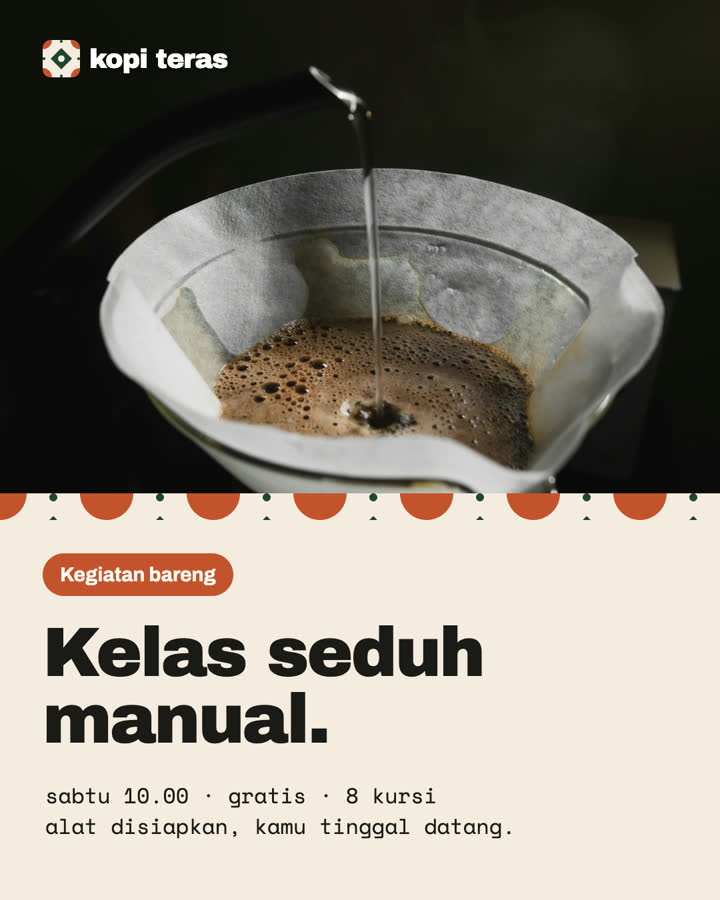 kopi teras
Kegiatan bareng
Kelas seduh
manual.
sabtu 10.00 · gratis · 8 kursi
alat disiapkan, kamu tinggal datang.